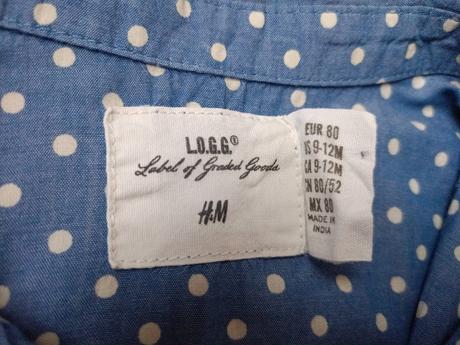 L.O.G.G.®
Label of Graded Goods
H&M
EUR 80
US 9-12M
CA 9-12M
CN 80/52
MX 80
MADE IN
INDIA